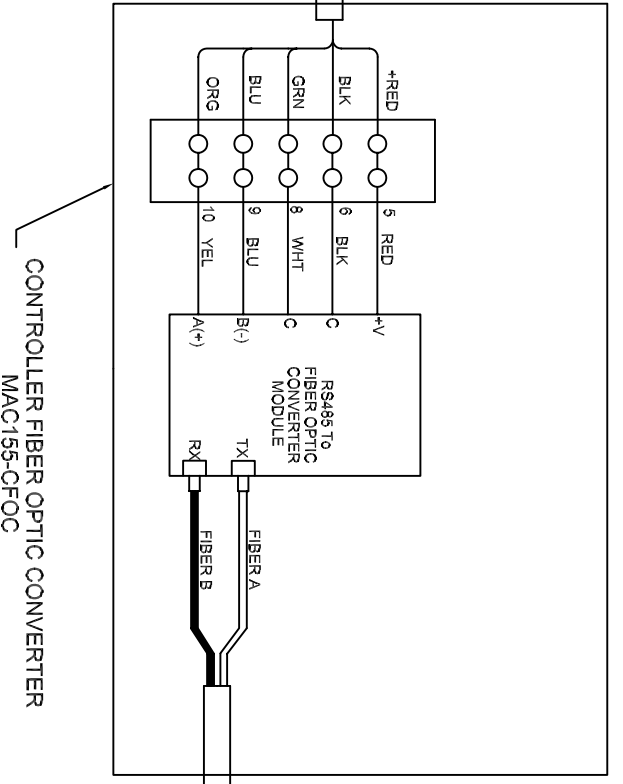 +RED
BLK
GRN
BLU
ORG
5
6
8
9
10
RED
BLK
WHT
BLU
YEL
+V
C
C
B(-)
A(+)
RS485 To
FIBER OPTIC
CONVERTER
MODULE
TX
RX
FIBER A
FIBER B
CONTROLLER FIBER OPTIC CONVERTER
MAC155-CFOC